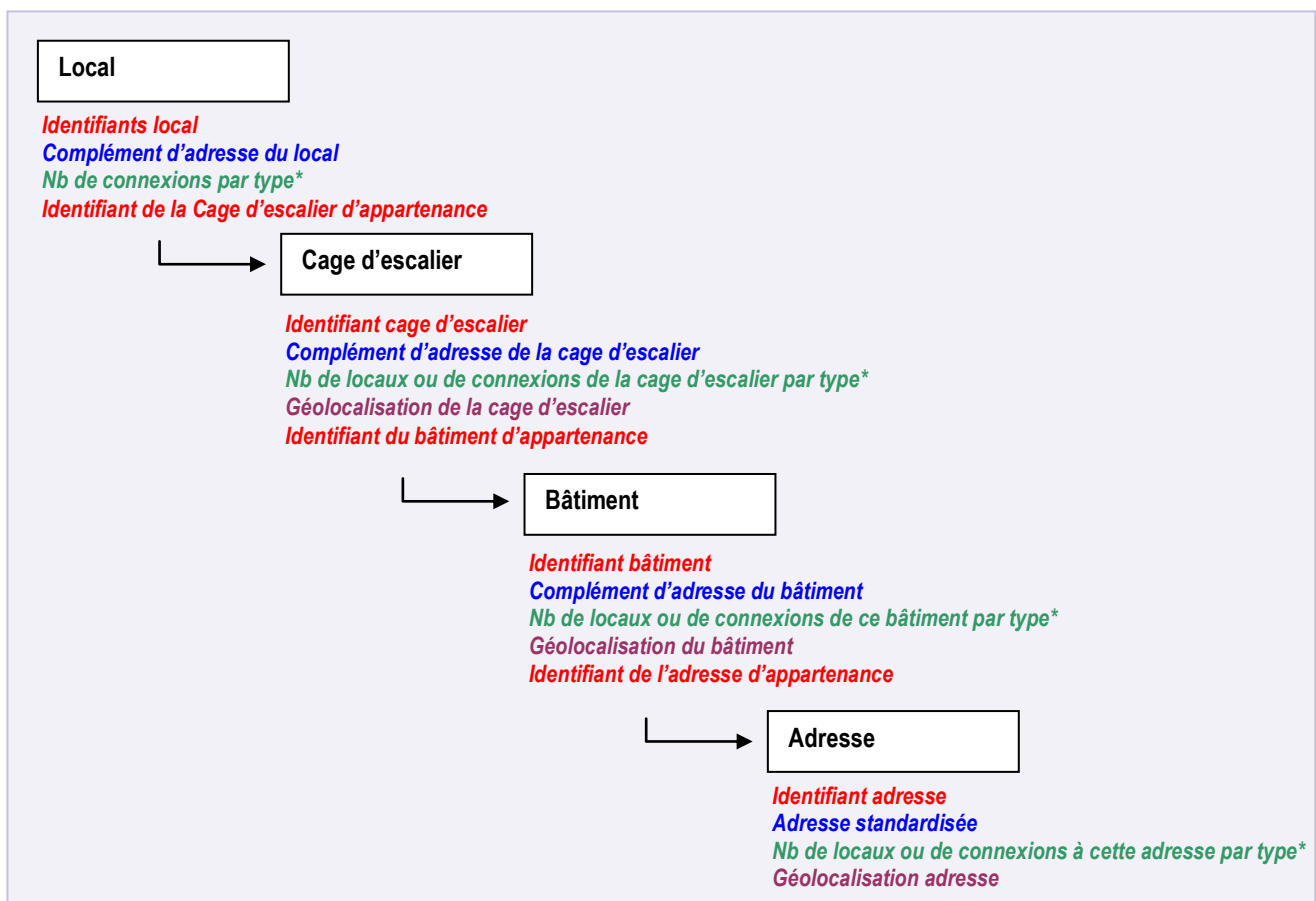 Local
Identifiants local
Complément d’adresse du local
Nb de connexions par type*
Identifiant de la Cage d’escalier d’appartenance
Cage d’escalier
Identifiant cage d’escalier
Complément d’adresse de la cage d’escalier
Nb de locaux ou de connexions de la cage d’escalier par type*
Géolocalisation de la cage d’escalier
Identifiant du bâtiment d’appartenance
Bâtiment
Identifiant bâtiment
Complément d’adresse du bâtiment
Nb de locaux ou de connexions de ce bâtiment par type*
Géolocalisation du bâtiment
Identifiant de l’adresse d’appartenance
Adresse
Identifiant adresse
Adresse standardisée
Nb de locaux ou de connexions à cette adresse par type*
Géolocalisation adresse